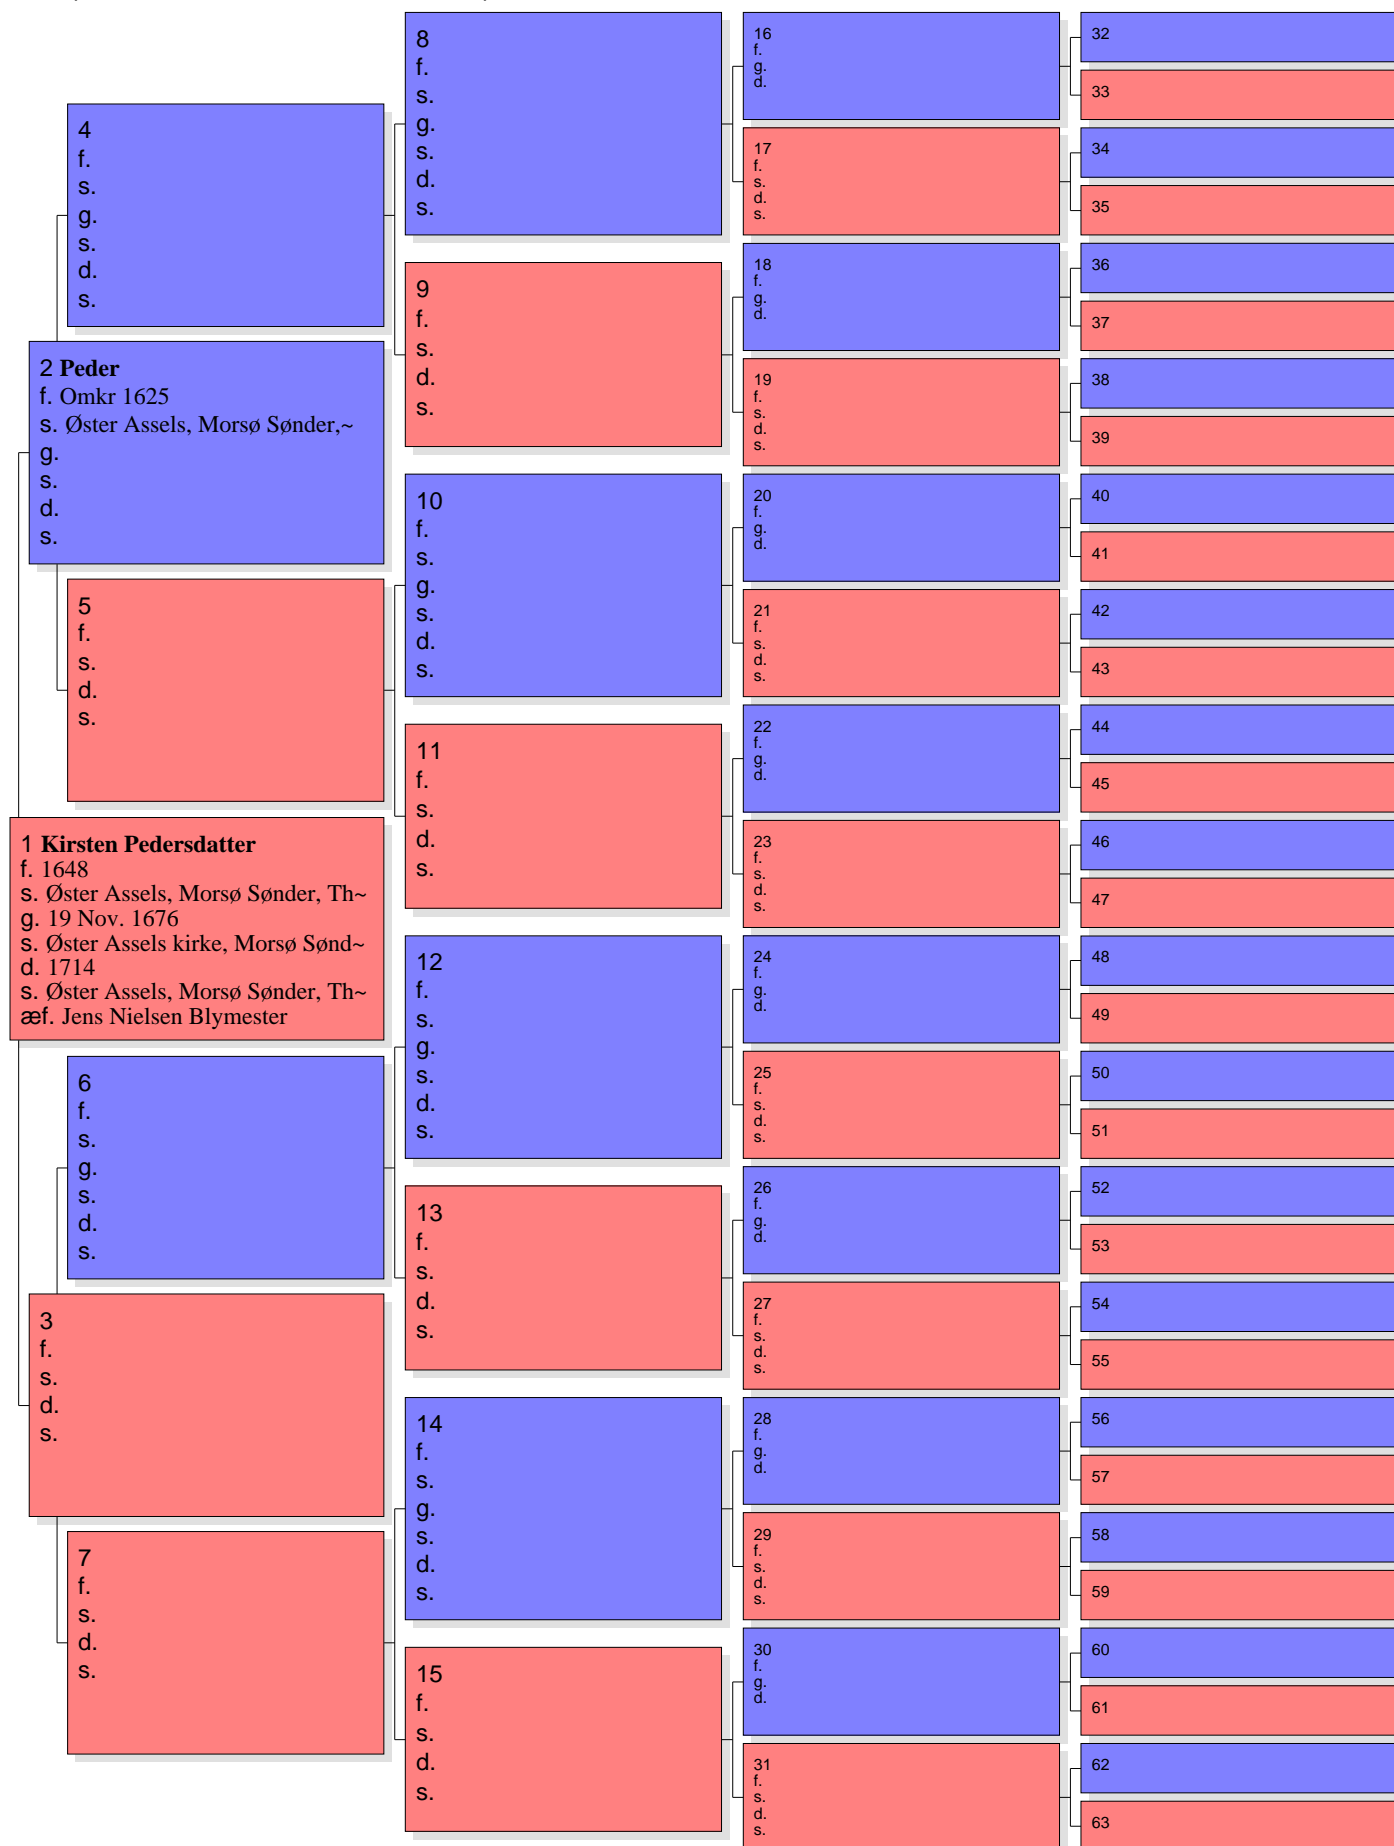 4
f.
s.
g.
s.
d.
s.
2 Peder
f. Omkr 1625
s. Øster Assels, Morsø Sønder,~
g.
s.
d.
s.
5
f.
s.
d.
s.
1 Kirsten Pedersdatter
f. 1648
s. Øster Assels, Morsø Sønder, Th~
g. 19 Nov. 1676
s. Øster Assels kirke, Morsø Sønd~
d. 1714
s. Øster Assels, Morsø Sønder, Th~
æf. Jens Nielsen Blymester
6
f.
s.
g.
s.
d.
s.
3
f.
s.
d.
s.
7
f.
s.
d.
s.
8
f.
s.
g.
s.
d.
s.
9
f.
s.
d.
s.
10
f.
s.
g.
s.
d.
s.
11
f.
s.
d.
s.
12
f.
s.
g.
s.
d.
s.
13
f.
s.
d.
s.
14
f.
s.
g.
s.
d.
s.
15
f.
s.
d.
s.
16
f.
g.
d.
17
f.
s.
d.
s.
18
f.
g.
d.
19
f.
s.
d.
s.
20
f.
g.
d.
21
f.
s.
d.
s.
22
f.
g.
d.
23
f.
s.
d.
s.
24
f.
g.
d.
25
f.
s.
d.
s.
26
f.
g.
d.
27
f.
s.
d.
s.
28
f.
g.
d.
29
f.
s.
d.
s.
30
f.
g.
d.
31
f.
s.
d.
s.
32
33
34
35
36
37
38
39
40
41
42
43
44
45
46
47
48
49
50
51
52
53
54
55
56
57
58
59
60
61
62
63